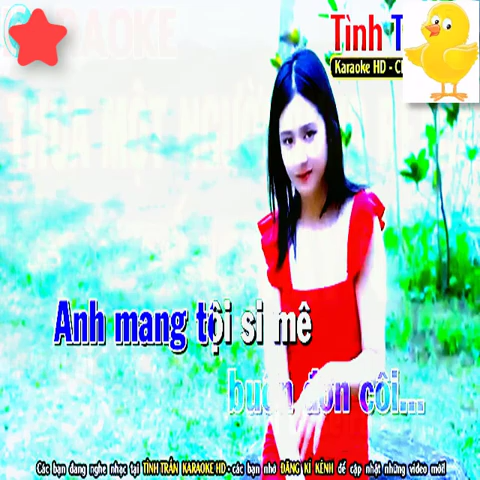 KARAOKE
Tình T
Karaoke HD - C
Anh mang tội si mê
buồn đơn côi...
Các bạn đang nghe nhạc tại TÌNH TRẦN KARAOKE HD - các bạn nhớ ĐĂNG KÍ KÊNH để cập nhật những video mới!